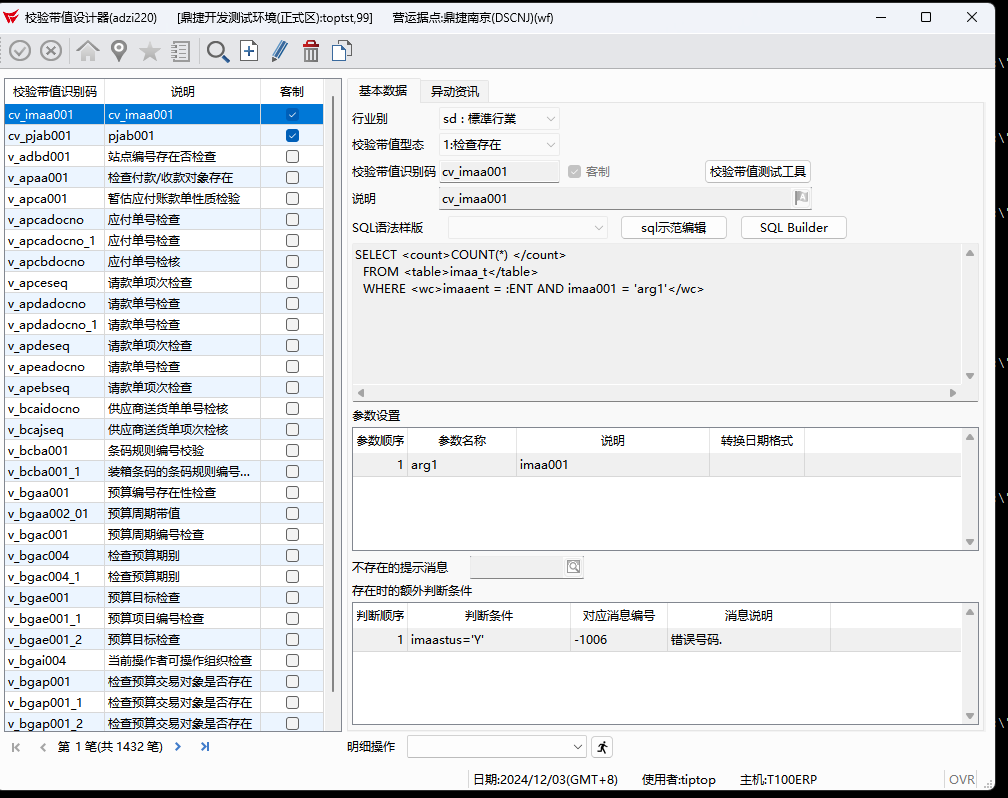 校验带值设计器(adzi220) [鼎捷开发测试环境(正式区):toptst,99] 营运据点:鼎捷南京(DSCNJ)(wf)
校验带值识别码 说明 客制
cv_imaa001 cv_imaa001
cv_pjab001 pjab001
v_adbd001 站点编号存在否检查
v_apaa001 检查付款/收款对象存在
v_apca001 暂估应付账款单性质检验
v_apcadocno 应付单号检查
v_apcadocno_1 应付单号检查
v_apcbdocno 应付单号检核
v_apceseq 请款单项次检查
v_apdadocno 请款单号检查
v_apdadocno_1 请款单号检查
v_apdeseq 请款单项次检查
v_apeadocno 请款单号检查
v_apebseq 请款单项次检查
v_bcaidocno 供应商送货单单号检核
v_bcajseq 供应商送货单项次检核
v_bcba001 条码规则编号校验
v_bcba001_1 装箱条码的条码规则编号...
v_bgaa001 预算编号存在性检查
v_bgaa002_01 预算周期带值
v_bgac001 预算周期编号检查
v_bgac004 检查预算期别
v_bgac004_1 检查预算期别
v_bgae001 预算目标检查
v_bgae001_1 预算项目编号检查
v_bgae001_2 预算目标检查
v_bgai004 当前操作者可操作组织检查
v_bgap001 检查预算交易对象是否存在
v_bgap001_1 检查预算交易对象是否存在
v_bgap001_2 检查预算交易对象是否存在
第 1 笔(共 1432 笔)
基本数据 异动资讯
行业别 sd : 標準行業
校验带值型态 1:检查存在
校验带值识别码 cv_imaa001 客制 校验带值测试工具
说明 cv_imaa001
SQL语法样版 sql示范编辑 SQL Builder
SELECT <count>COUNT(*) </count>
FROM <table>imaa_t</table>
WHERE <wc>imaaent = :ENT AND imaa001 = 'arg1'</wc>
参数设置
参数顺序 参数名称 说明 转换日期格式
1 arg1 imaa001
不存在的提示消息
存在时的额外判断条件
判断顺序 判断条件 对应消息编号 消息说明
1 imaastus='Y' -1006 错误号码.
明细操作
日期:2024/12/03(GMT+8) 使用者:tiptop 主机:T100ERP OVR